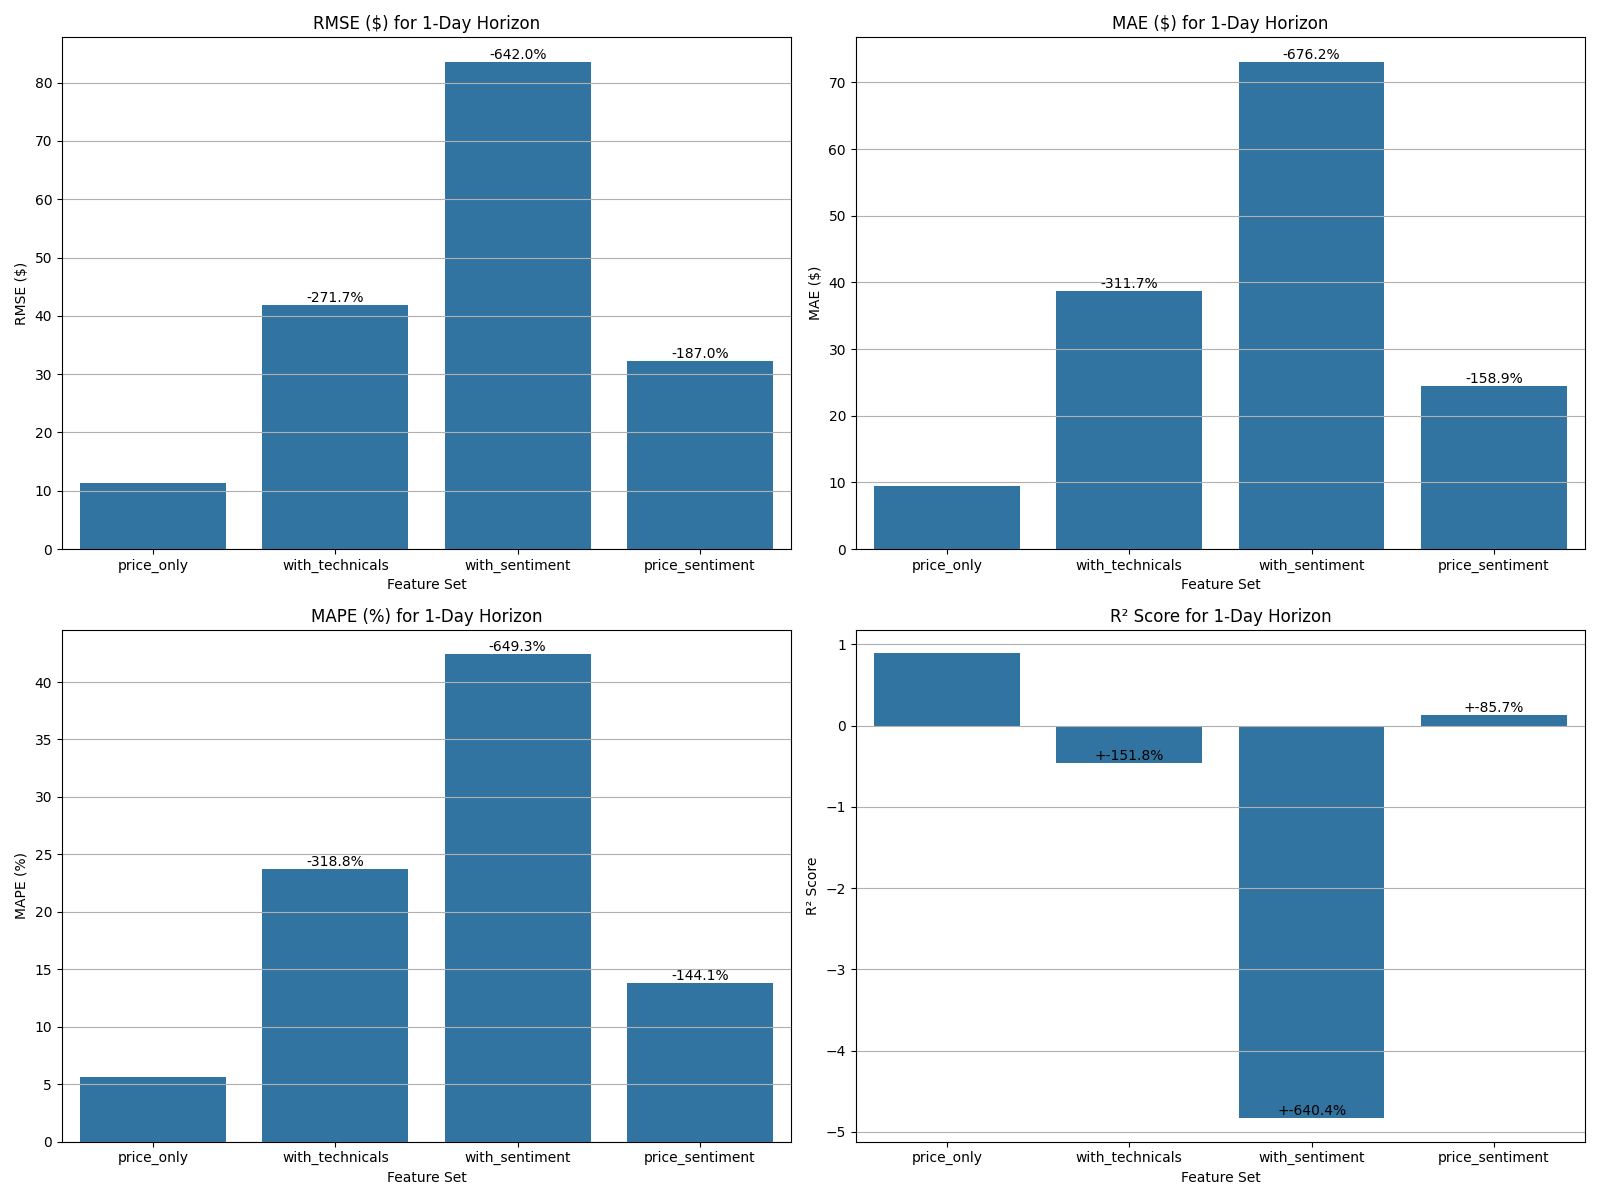 RMSE ($) for 1-Day Horizon
RMSE ($)
80
70
60
50
40
30
20
10
0
-271.7%
-642.0%
-187.0%
price_only with_technicals with_sentiment price_sentiment
Feature Set
MAE ($) for 1-Day Horizon
MAE ($)
70
60
50
40
30
20
10
0
-311.7%
-676.2%
-158.9%
price_only with_technicals with_sentiment price_sentiment
Feature Set
MAPE (%) for 1-Day Horizon
MAPE (%)
40
35
30
25
20
15
10
5
0
-318.8%
-649.3%
-144.1%
price_only with_technicals with_sentiment price_sentiment
Feature Set
R² Score for 1-Day Horizon
R² Score
1
0
−1
−2
−3
−4
−5
+-151.8%
+-640.4%
+-85.7%
price_only with_technicals with_sentiment price_sentiment
Feature Set